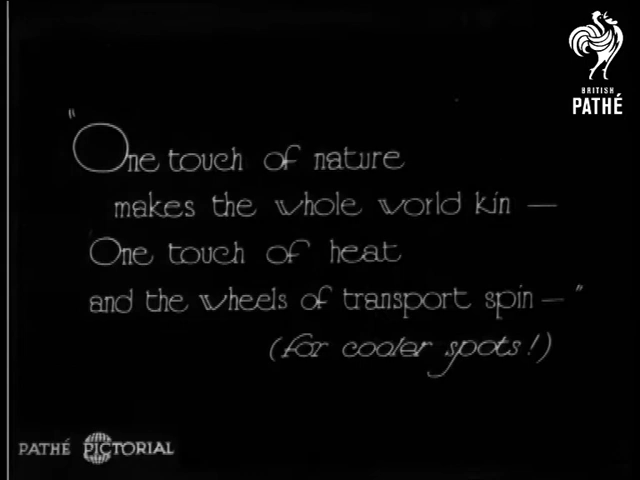 BRITISH
PATHÉ
"One touch of nature
makes the whole world kin —
One touch of heat
and the wheels of transport spin — "
(for cooler spots!)
PATHÉ PICTORIAL